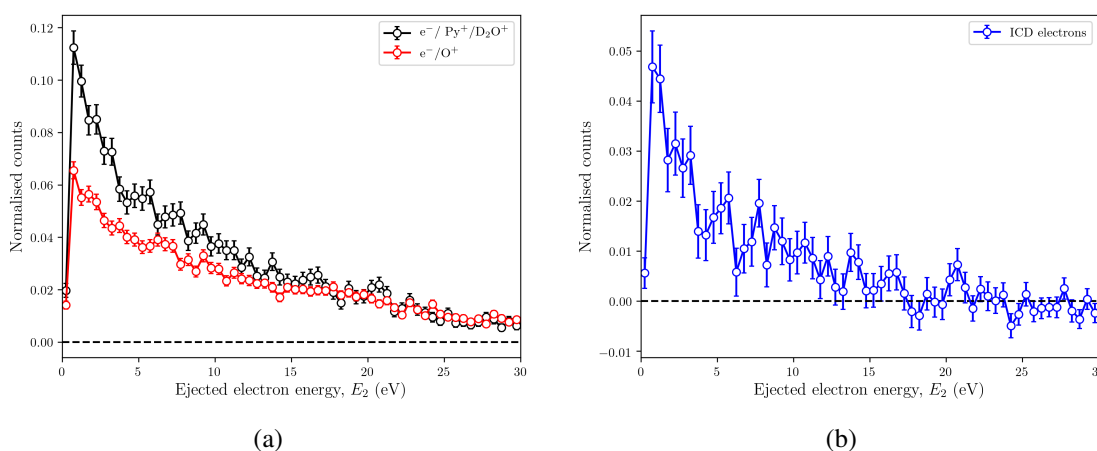 0.12
0.10
0.08
0.06
0.04
0.02
0.00
Normalised counts
e⁻/ Py⁺/D₂O⁺
e⁻/O⁺
0 5 10 15 20 25 30
Ejected electron energy, E₂ (eV)
(a)
0.05
0.04
0.03
0.02
0.01
0.00
−0.01
Normalised counts
ICD electrons
0 5 10 15 20 25 30
Ejected electron energy, E₂ (eV)
(b)